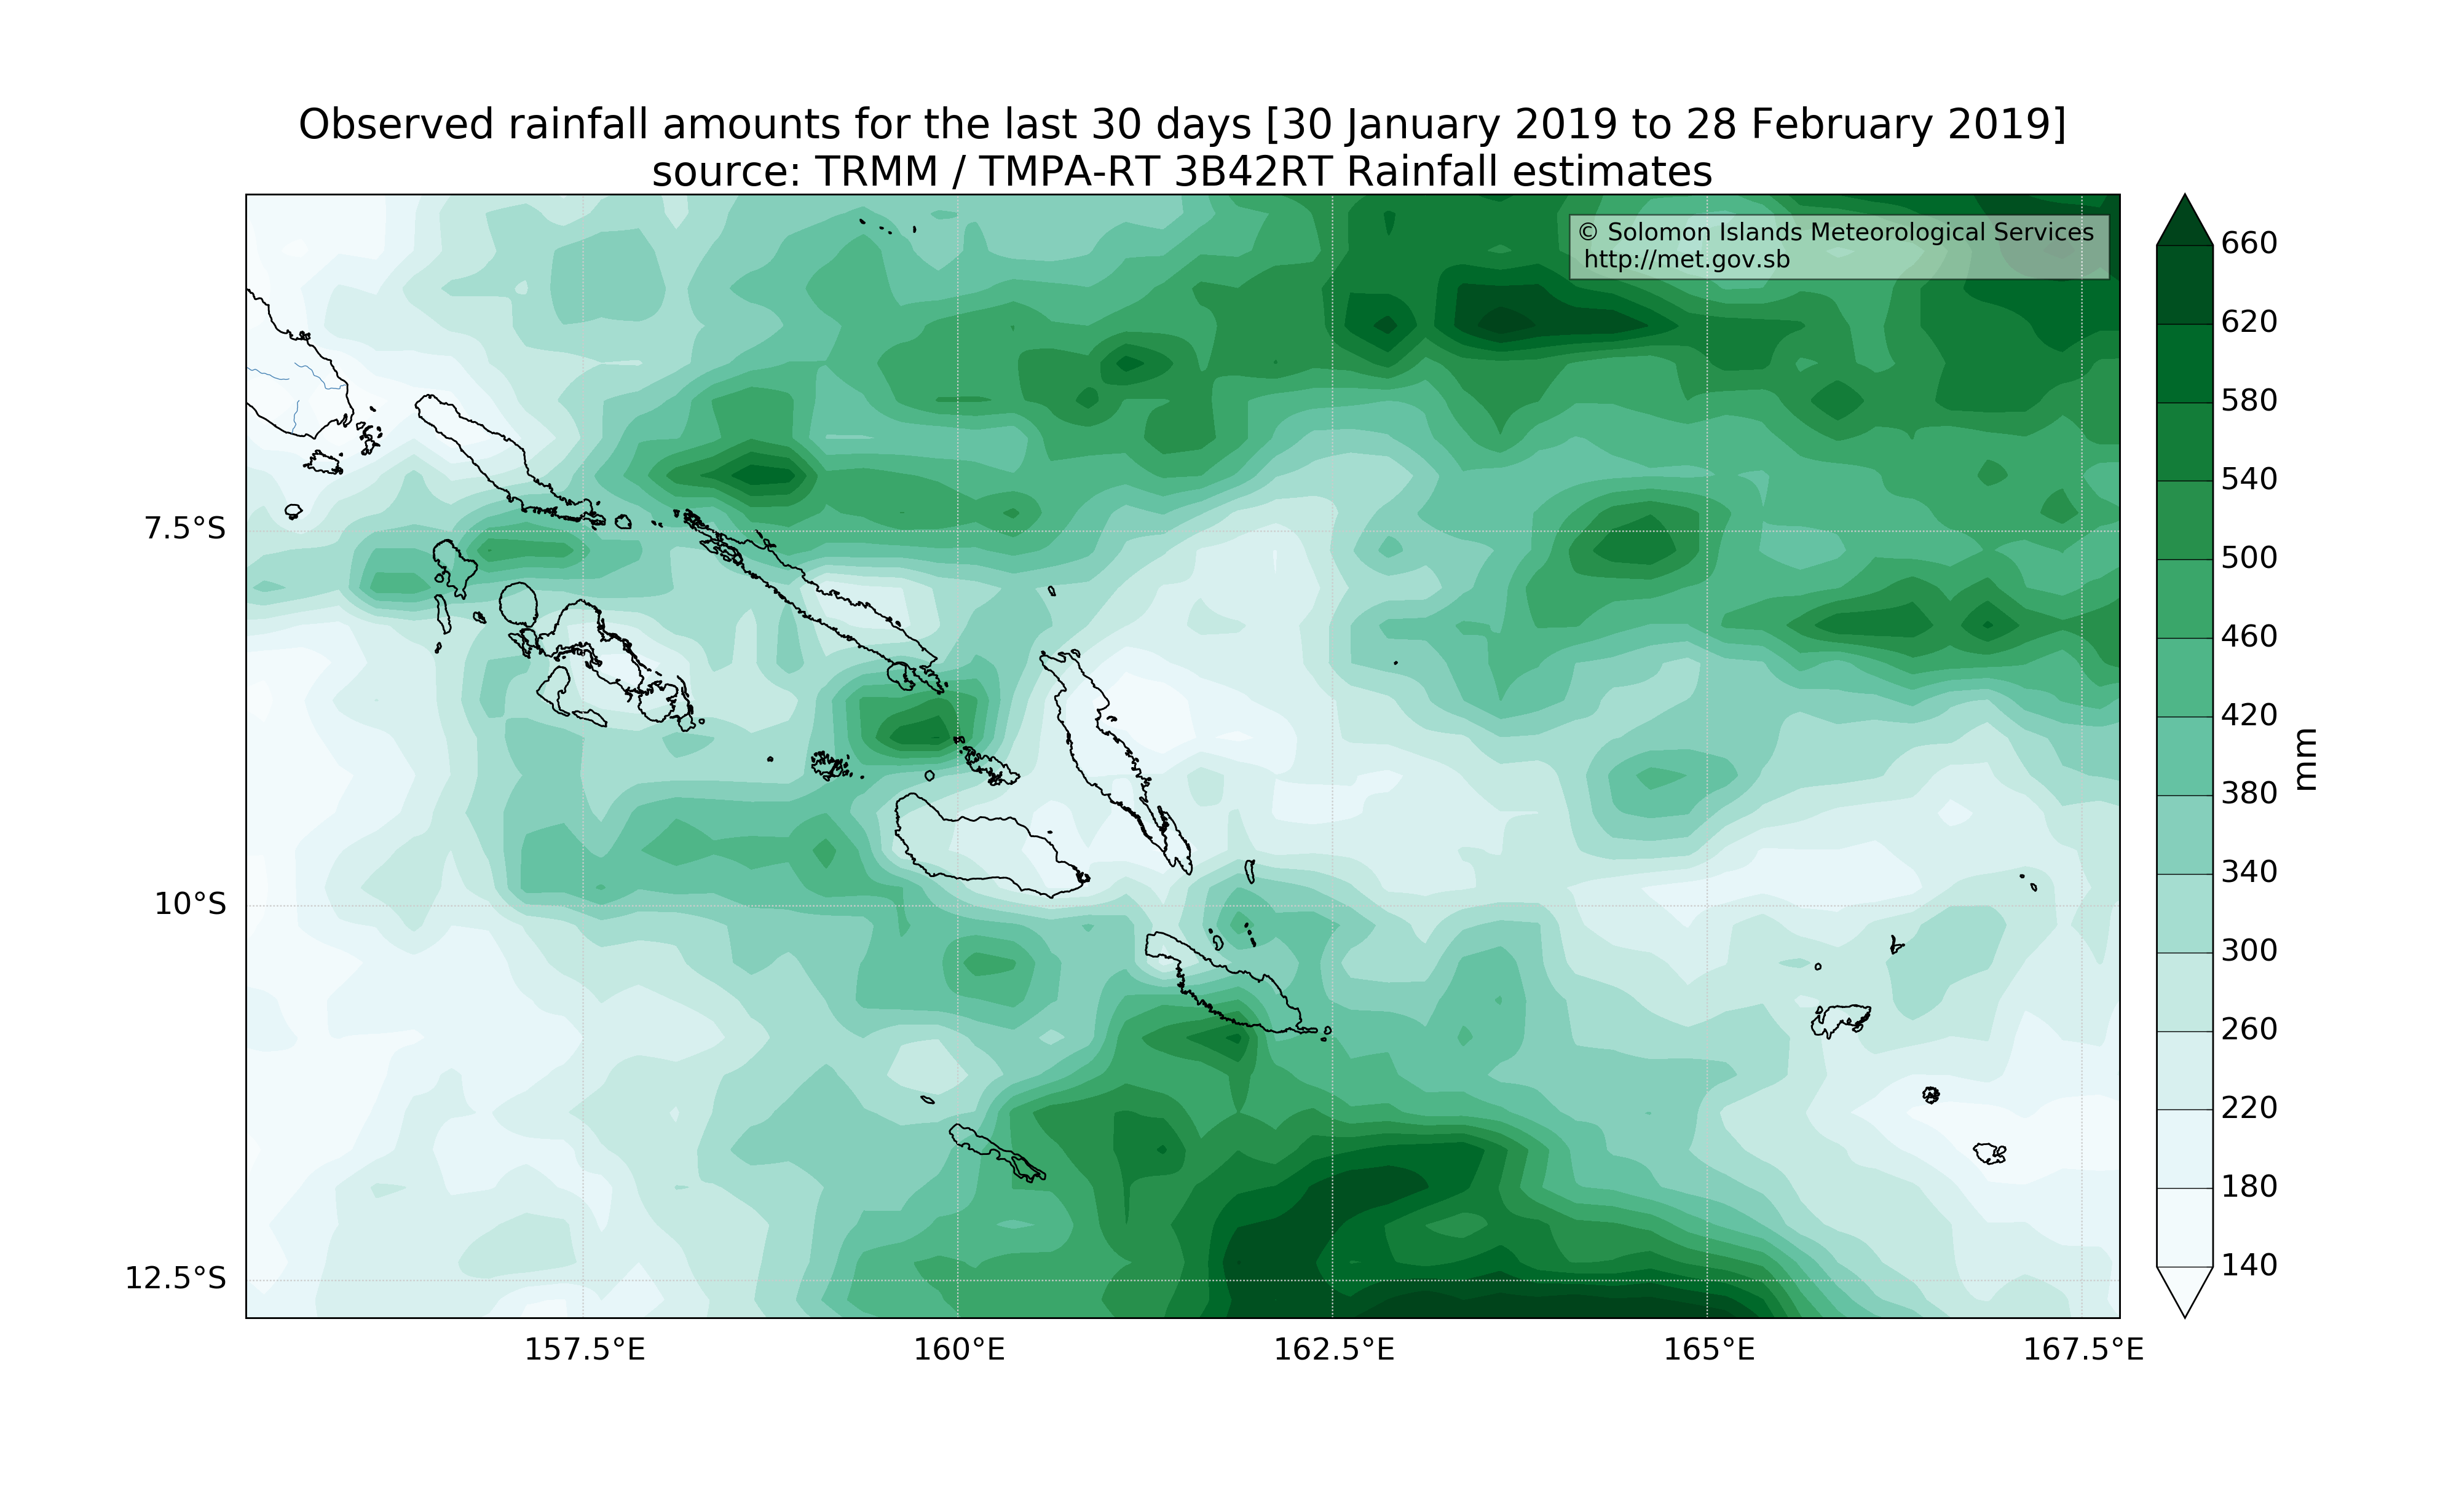 Observed rainfall amounts for the last 30 days [30 January 2019 to 28 February 2019]
source: TRMM / TMPA-RT 3B42RT Rainfall estimates
© Solomon Islands Meteorological Services
http://met.gov.sb
660
620
580
540
500
460
420
380
340
300
260
220
180
140
mm
7.5°S
10°S
12.5°S
157.5°E
160°E
162.5°E
165°E
167.5°E